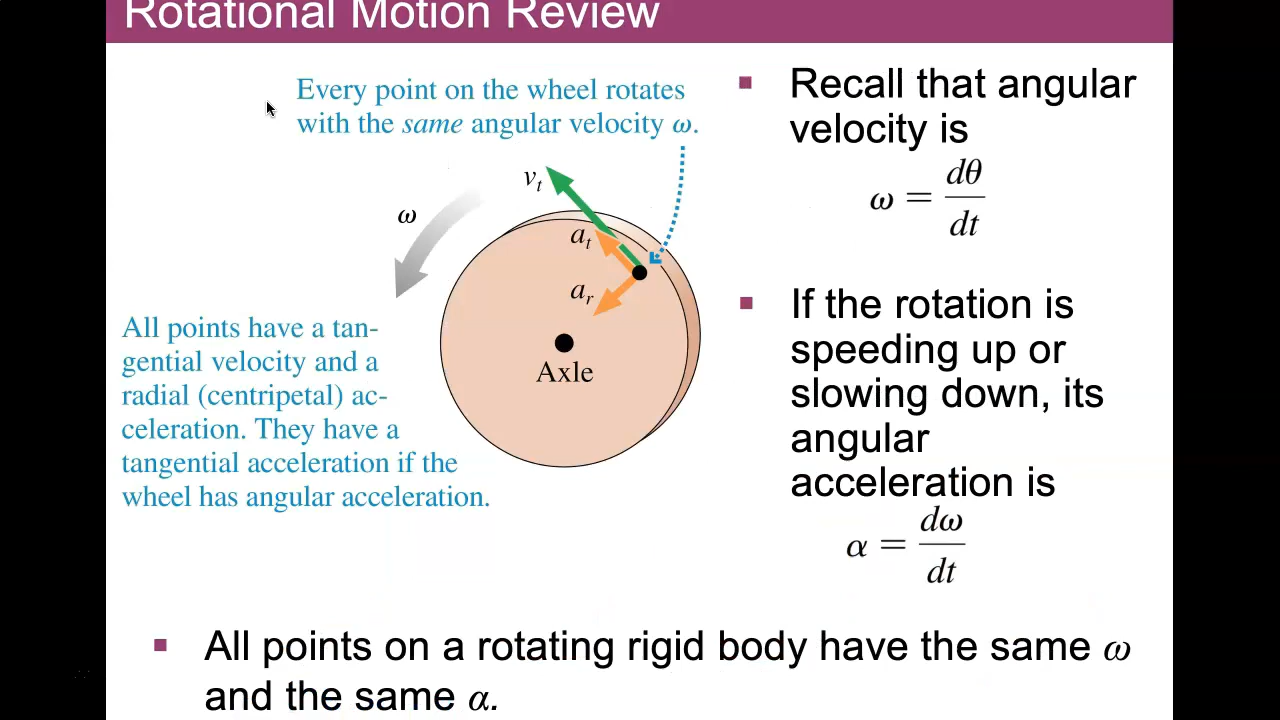 Rotational Motion Review
Every point on the wheel rotates
with the same angular velocity ω.
v_t
ω
a_t
a_r
Axle
All points have a tan-
gential velocity and a
radial (centripetal) ac-
celeration. They have a
tangential acceleration if the
wheel has angular acceleration.
▪ Recall that angular
velocity is
ω = dθ/dt
▪ If the rotation is
speeding up or
slowing down, its
angular
acceleration is
α = dω/dt
▪ All points on a rotating rigid body have the same ω
and the same α.